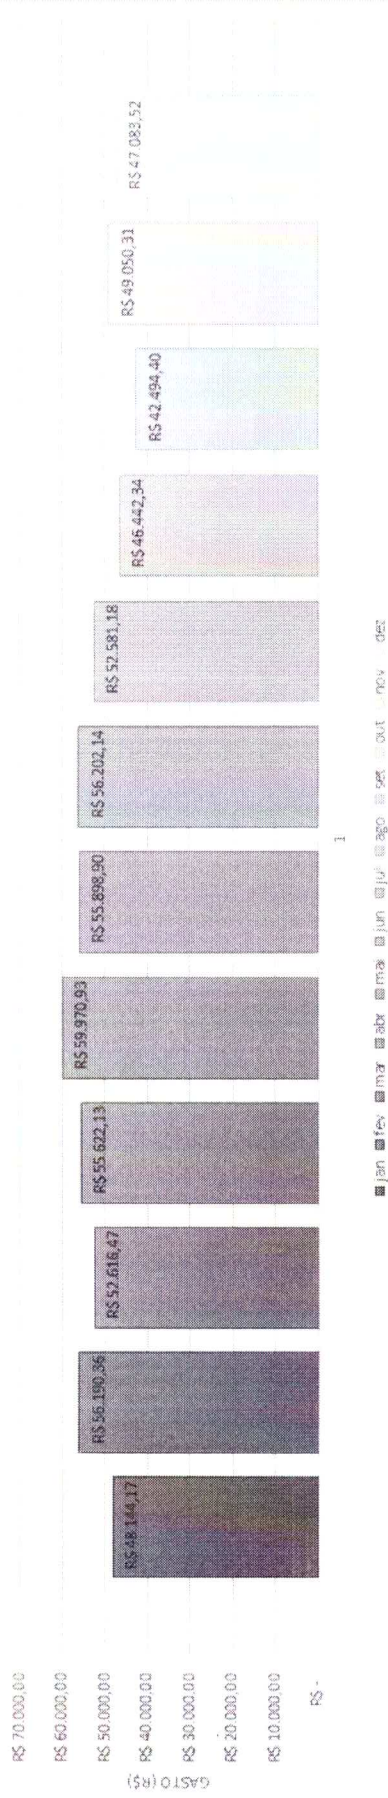 R$ 70.000,00
R$ 60.000,00
R$ 50.000,00
R$ 40.000,00
R$ 30.000,00
R$ 20.000,00
R$ 10.000,00
R$ -
GASTO (R$)
R$ 48.144,17
R$ 56.190,36
R$ 52.616,47
R$ 55.622,13
R$ 59.970,93
R$ 55.898,90
R$ 56.202,14
R$ 52.581,18
R$ 46.442,34
R$ 42.494,40
R$ 49.050,31
R$ 47.083,52
1
jan fev mar abr mai jun jul ago set out nov dez